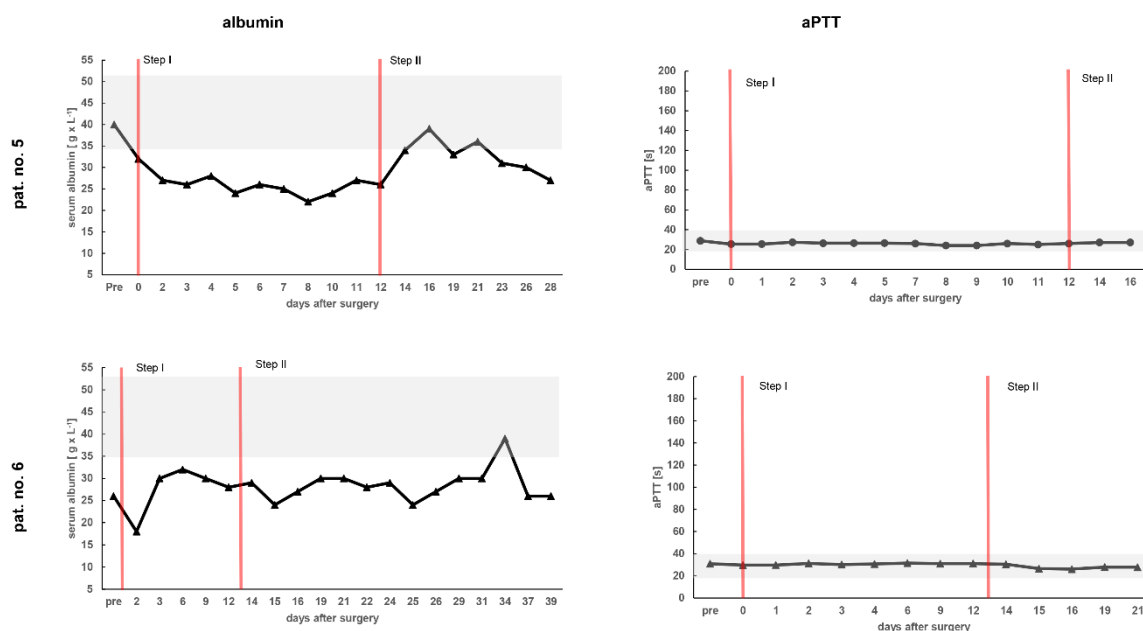 albumin
aPTT
pat. no. 5
serum albumin [ g x L⁻¹]
55
50
45
40
35
30
25
20
15
10
5
Step I
Step II
Pre 0 2 3 4 5 6 7 8 10 11 12 14 16 19 21 23 26 28
days after surgery
aPTT [s]
200
180
160
140
120
100
80
60
40
20
0
Step I
Step II
pre 0 1 2 3 4 5 7 8 9 10 11 12 14 16
days after surgery
pat. no. 6
serum albumin [ g x L⁻¹]
55
50
45
40
35
30
25
20
15
10
5
Step I
Step II
pre 2 3 6 9 12 14 15 16 19 21 22 24 25 26 29 31 34 37 39
days after surgery
aPTT [s]
200
180
160
140
120
100
80
60
40
20
0
Step I
Step II
pre 0 1 2 3 4 6 9 12 14 15 16 19 21
days after surgery